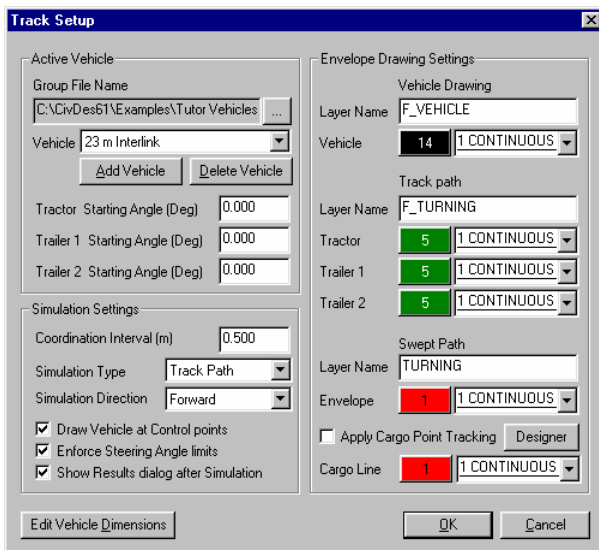 Track Setup
Active Vehicle
Group File Name
C:\CivDes61\Examples\Tutor Vehicles ...
Vehicle 23 m Interlink
Add Vehicle Delete Vehicle
Tractor Starting Angle (Deg) 0.000
Trailer 1 Starting Angle (Deg) 0.000
Trailer 2 Starting Angle (Deg) 0.000
Simulation Settings
Coordination Interval (m) 0.500
Simulation Type Track Path
Simulation Direction Forward
Draw Vehicle at Control points
Enforce Steering Angle limits
Show Results dialog after Simulation
Edit Vehicle Dimensions
Envelope Drawing Settings
Vehicle Drawing
Layer Name F_VEHICLE
Vehicle 14 1 CONTINUOUS
Track path
Layer Name F_TURNING
Tractor 5 1 CONTINUOUS
Trailer 1 5 1 CONTINUOUS
Trailer 2 5 1 CONTINUOUS
Swept Path
Layer Name TURNING
Envelope 1 1 CONTINUOUS
Apply Cargo Point Tracking Designer
Cargo Line 1 1 CONTINUOUS
OK Cancel